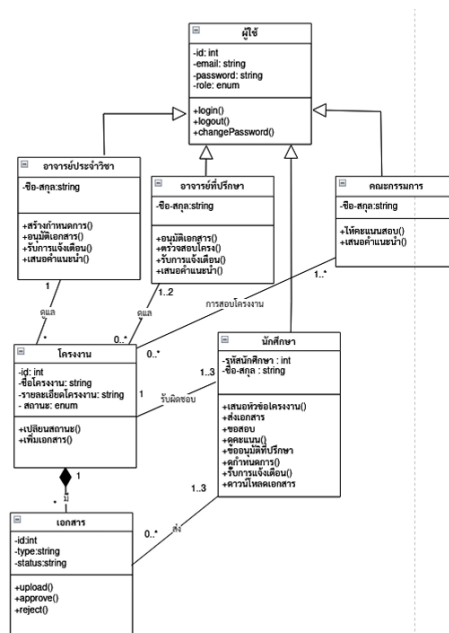 ผู้ใช้
-id: int
-email: string
-password: string
-role: enum
+login()
+logout()
+changePassword()
อาจารย์ประจำวิชา
-ชื่อ-สกุล:string
+สร้างกำหนดการ()
+อนุมัติเอกสาร()
+รับการแจ้งเตือน()
+เสนอคำแนะนำ()
อาจารย์ที่ปรึกษา
-ชื่อ-สกุล:string
+อนุมัติเอกสาร()
+ตรวจสอบโครง()
+รับการแจ้งเตือน()
+เสนอคำแนะนำ()
คณะกรรมการ
-ชื่อ-สกุล:string
+ให้คะแนนสอบ()
+เสนอคำแนะนำ()
1
ดูแล
*
1..2
ดูแล
0..*
1..*
การสอบโครงงาน
0..*
โครงงาน
-id: int
-ชื่อโครงงาน: string
-รายละเอียดโครงงาน: string
- สถานะ: enum
+เปลี่ยนสถานะ()
+เพิ่มเอกสาร()
1
รับผิดชอบ
1..3
นักศึกษา
-รหัสนักศึกษา : int
-ชื่อ-สกุล : string
+เสนอหัวข้อโครงงาน()
+ส่งเอกสาร
+ขอสอบ
+ดูคะแนน()
+ขออนุมัติที่ปรึกษา
+ดูกำหนดการ()
+รับการแจ้งเตือน()
+ดาวน์โหลดเอกสาร
1
มี
*
1..3
ส่ง
0..*
เอกสาร
-id:int
-type:string
-status:string
+upload()
+approve()
+reject()